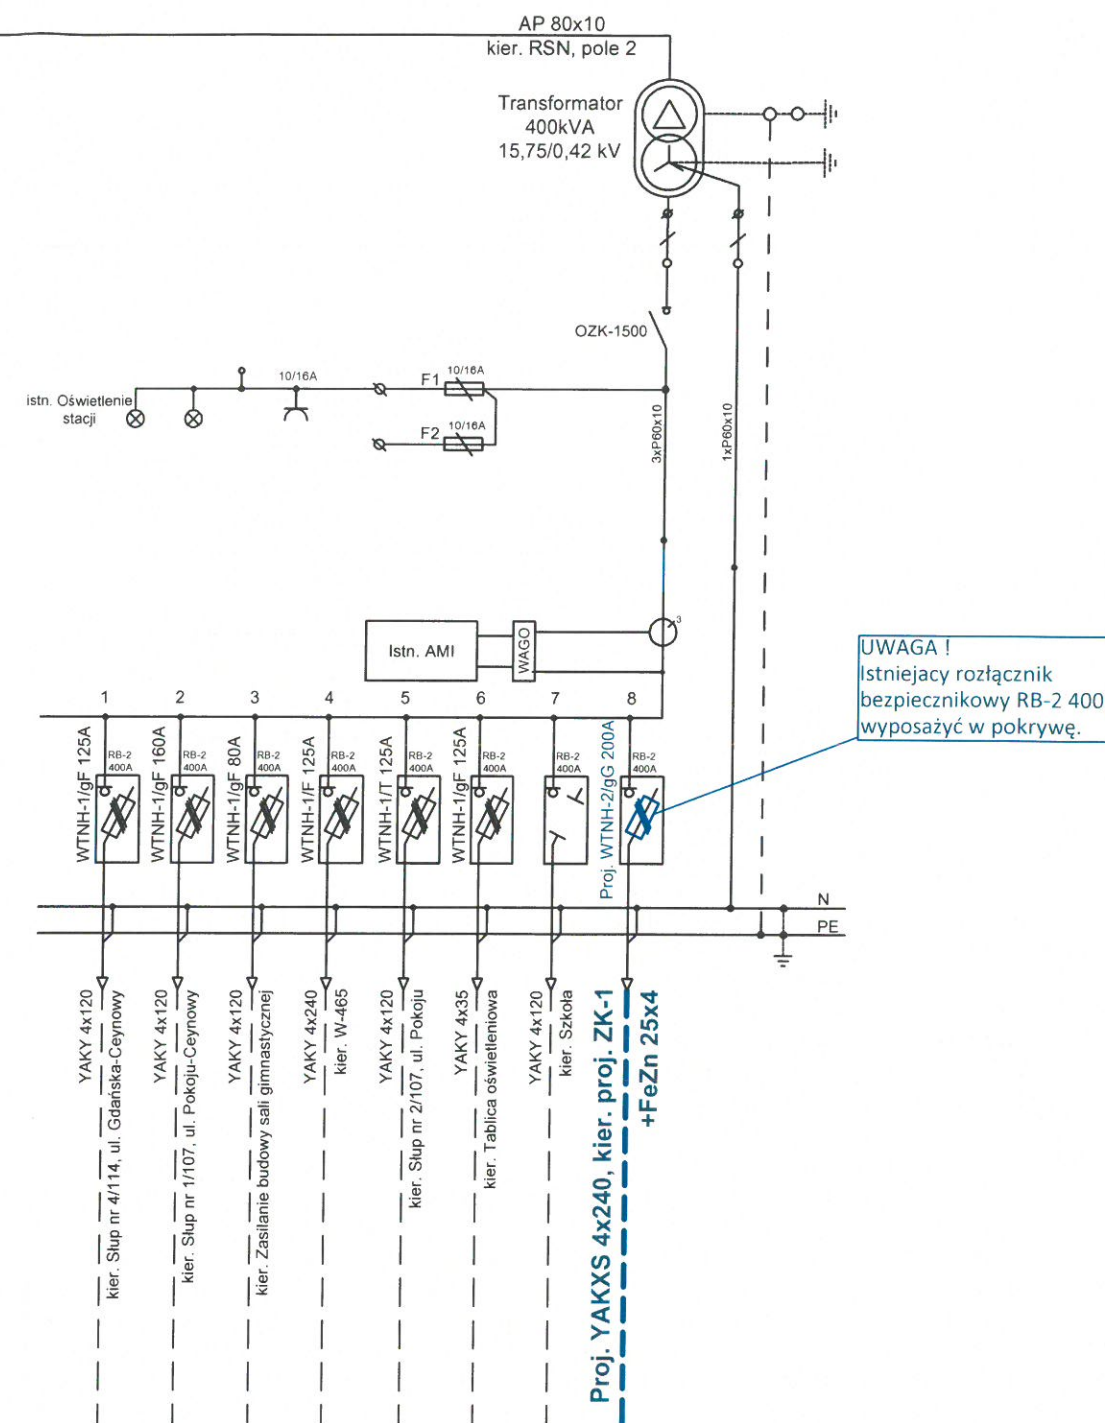 AP 80x10
kier. RSN, pole 2
Transformator
400kVA
15,75/0,42 kV
OZK-1500
istn. Oświetlenie
stacji
10/16A
F1
10/16A
F2
10/16A
3xP60x10
1xP60x10
3
Istn. AMI
WAGO
UWAGA !
Istniejacy rozłącznik
bezpiecznikowy RB-2 400
wyposażyć w pokrywę.
1
2
3
4
5
6
7
8
WTNH-1/gF 125A
RB-2
400A
WTNH-1/gF 160A
RB-2
400A
WTNH-1/gF 80A
RB-2
400A
WTNH-1/F 125A
RB-2
400A
WTNH-1/T 125A
RB-2
400A
WTNH-1/gF 125A
RB-2
400A
RB-2
400A
Proj. WTNH-2/gG 200A
RB-2
400A
N
PE
YAKY 4x120
kier. Słup nr 4/114, ul. Gdańska-Ceynowy
YAKY 4x120
kier. Słup nr 1/107, ul. Pokoju-Ceynowy
YAKY 4x120
kier. Zasilanie budowy sali gimnastycznej
YAKY 4x240
kier. W-465
YAKY 4x120
kier. Słup nr 2/107, ul. Pokoju
YAKY 4x35
kier. Tablica oświetleniowa
YAKY 4x120
kier. Szkoła
Proj. YAKXS 4x240, kier. proj. ZK-1
+FeZn 25x4